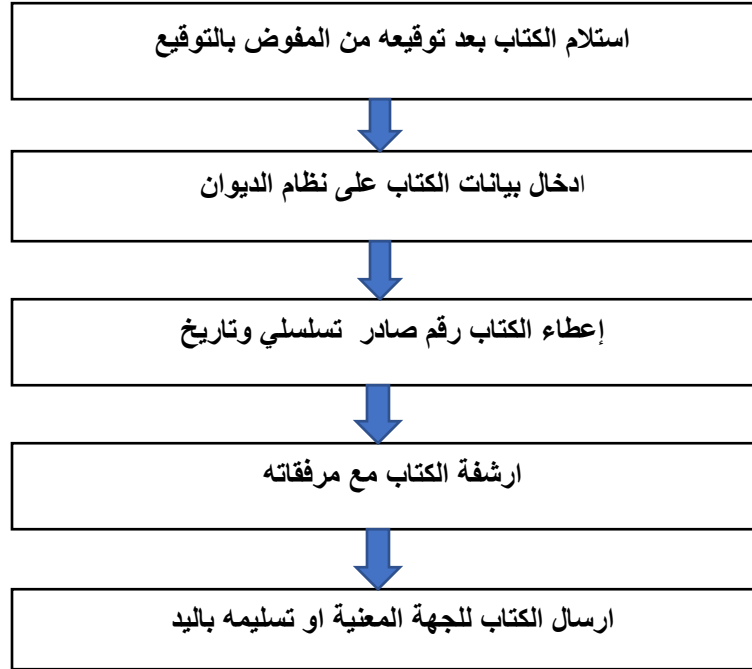 استلام الكتاب بعد توقيعه من المفوض بالتوقيع
ادخال بيانات الكتاب على نظام الديوان
إعطاء الكتاب رقم صادر تسلسلي وتاريخ
ارشفة الكتاب مع مرفقاته
ارسال الكتاب للجهة المعنية او تسليمه باليد